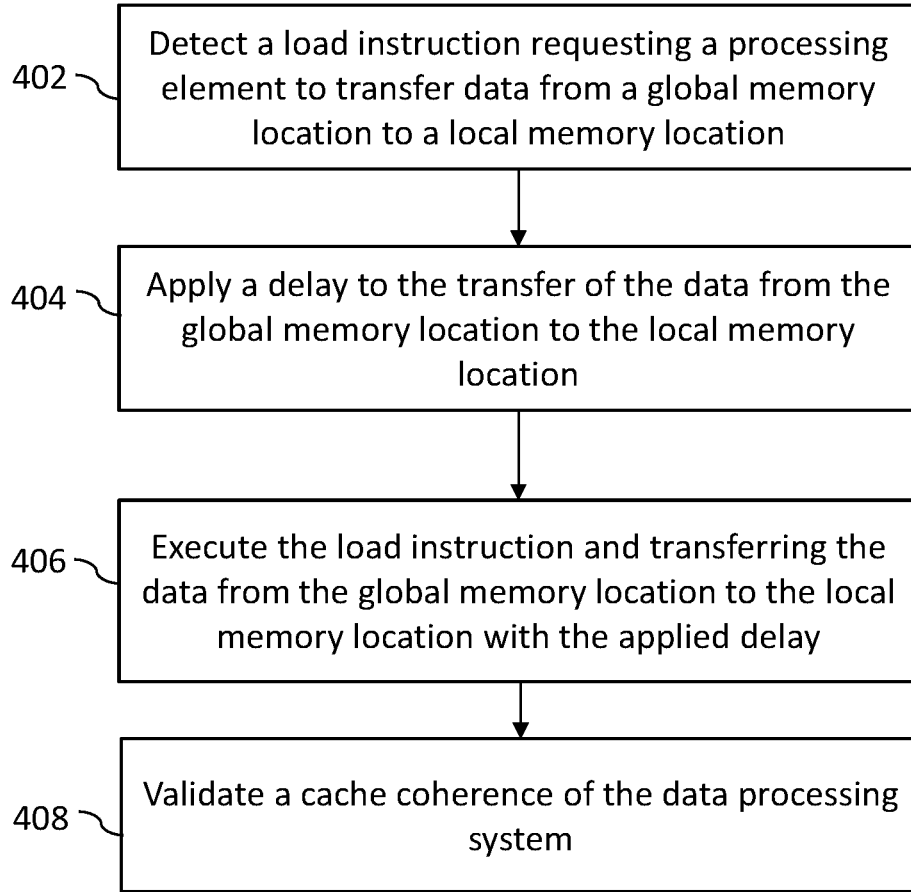 402
Detect a load instruction requesting a processing
element to transfer data from a global memory
location to a local memory location
404
Apply a delay to the transfer of the data from the
global memory location to the local memory
location
406
Execute the load instruction and transferring the
data from the global memory location to the local
memory location with the applied delay
408
Validate a cache coherence of the data processing
system